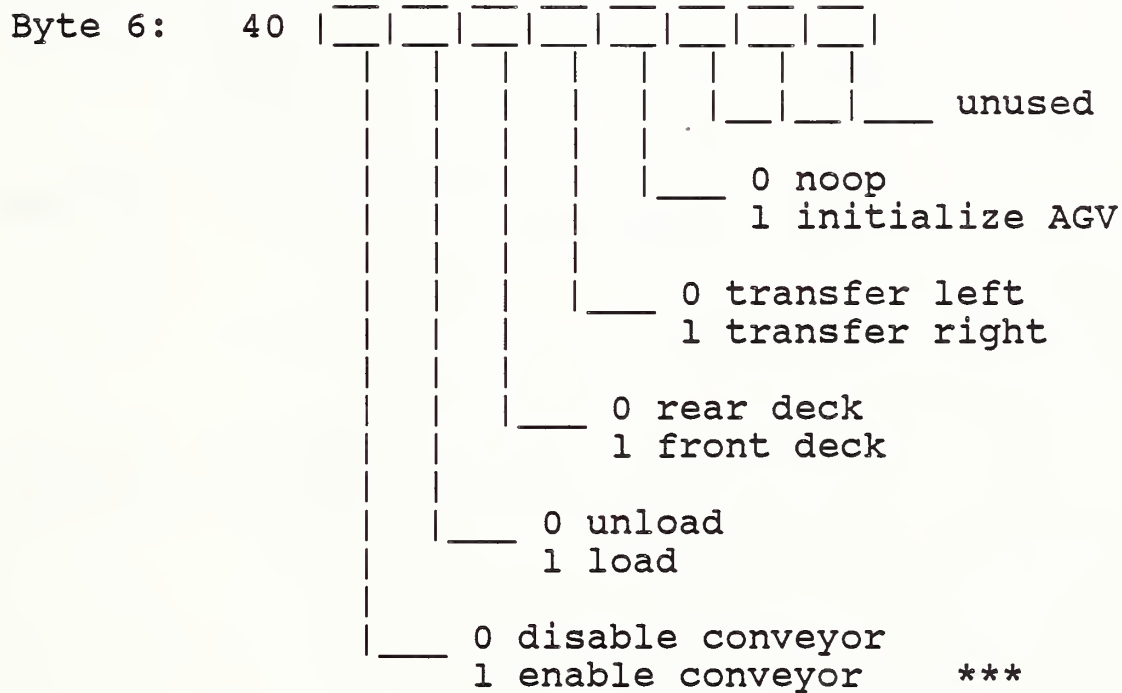 Byte 6: 40
unused
0 noop
1 initialize AGV
0 transfer left
1 transfer right
0 rear deck
1 front deck
0 unload
1 load
0 disable conveyor
1 enable conveyor ***